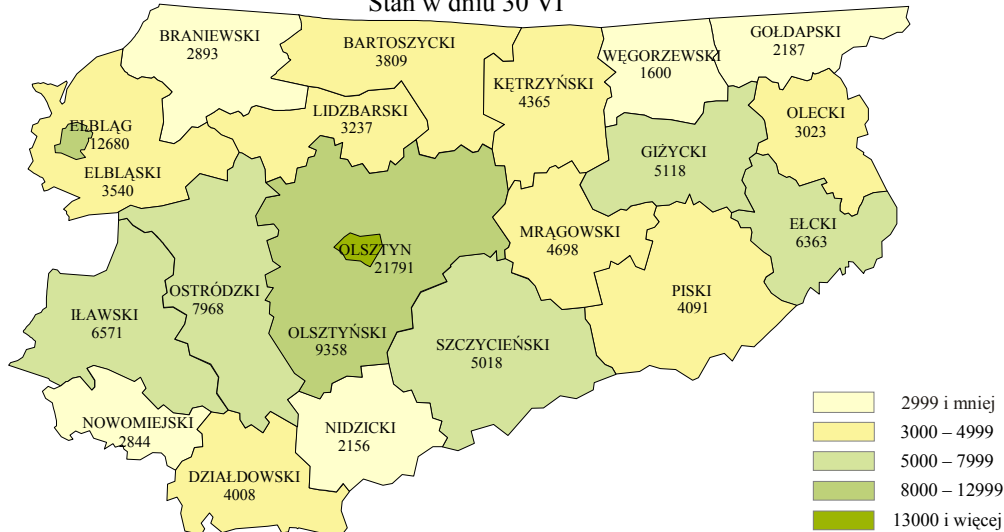 Stan w dniu 30 VI
BRANIEWSKI
2893
BARTOSZYCKI
3809
KĘTRZYŃSKI
4365
WĘGORZEWSKI
1600
GOŁDAPSKI
2187
ELBLĄG
12680
ELBLĄSKI
3540
LIDZBARSKI
3237
GIŻYCKI
5118
OLECKI
3023
EŁCKI
6363
MRĄGOWSKI
4698
OLSZTYN
21791
OSTRÓDZKI
7968
IŁAWSKI
6571
OLSZTYŃSKI
9358
SZCZYCIEŃSKI
5018
PISKI
4091
NOWOMIEJSKI
2844
NIDZICKI
2156
DZIAŁDOWSKI
4008
2999 i mniej
3000 – 4999
5000 – 7999
8000 – 12999
13000 i więcej